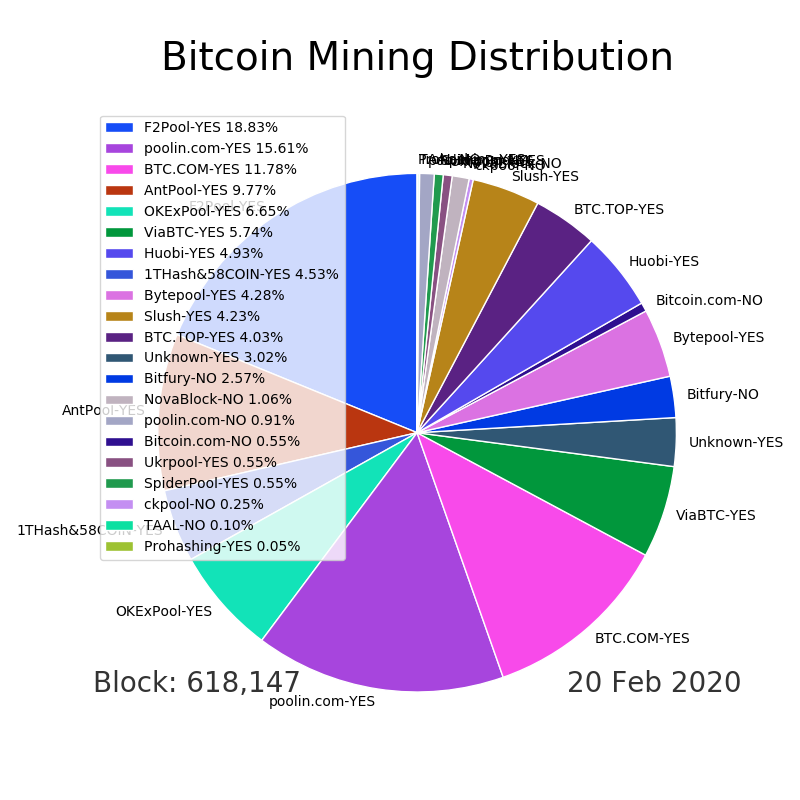 Bitcoin Mining Distribution
F2Pool-YES 18.83%
poolin.com-YES 15.61%
BTC.COM-YES 11.78%
AntPool-YES 9.77%
OKExPool-YES 6.65%
ViaBTC-YES 5.74%
Huobi-YES 4.93%
1THash&58COIN-YES 4.53%
Bytepool-YES 4.28%
Slush-YES 4.23%
BTC.TOP-YES 4.03%
Unknown-YES 3.02%
Bitfury-NO 2.57%
NovaBlock-NO 1.06%
poolin.com-NO 0.91%
Bitcoin.com-NO 0.55%
Ukrpool-YES 0.55%
SpiderPool-YES 0.55%
ckpool-NO 0.25%
TAAL-NO 0.10%
Prohashing-YES 0.05%
Slush-YES
BTC.TOP-YES
Huobi-YES
Bitcoin.com-NO
Bytepool-YES
Bitfury-NO
Unknown-YES
ViaBTC-YES
BTC.COM-YES
poolin.com-YES
OKExPool-YES
1THash&58COIN-YES
AntPool-YES
F2Pool-YES
Block: 618,147
20 Feb 2020